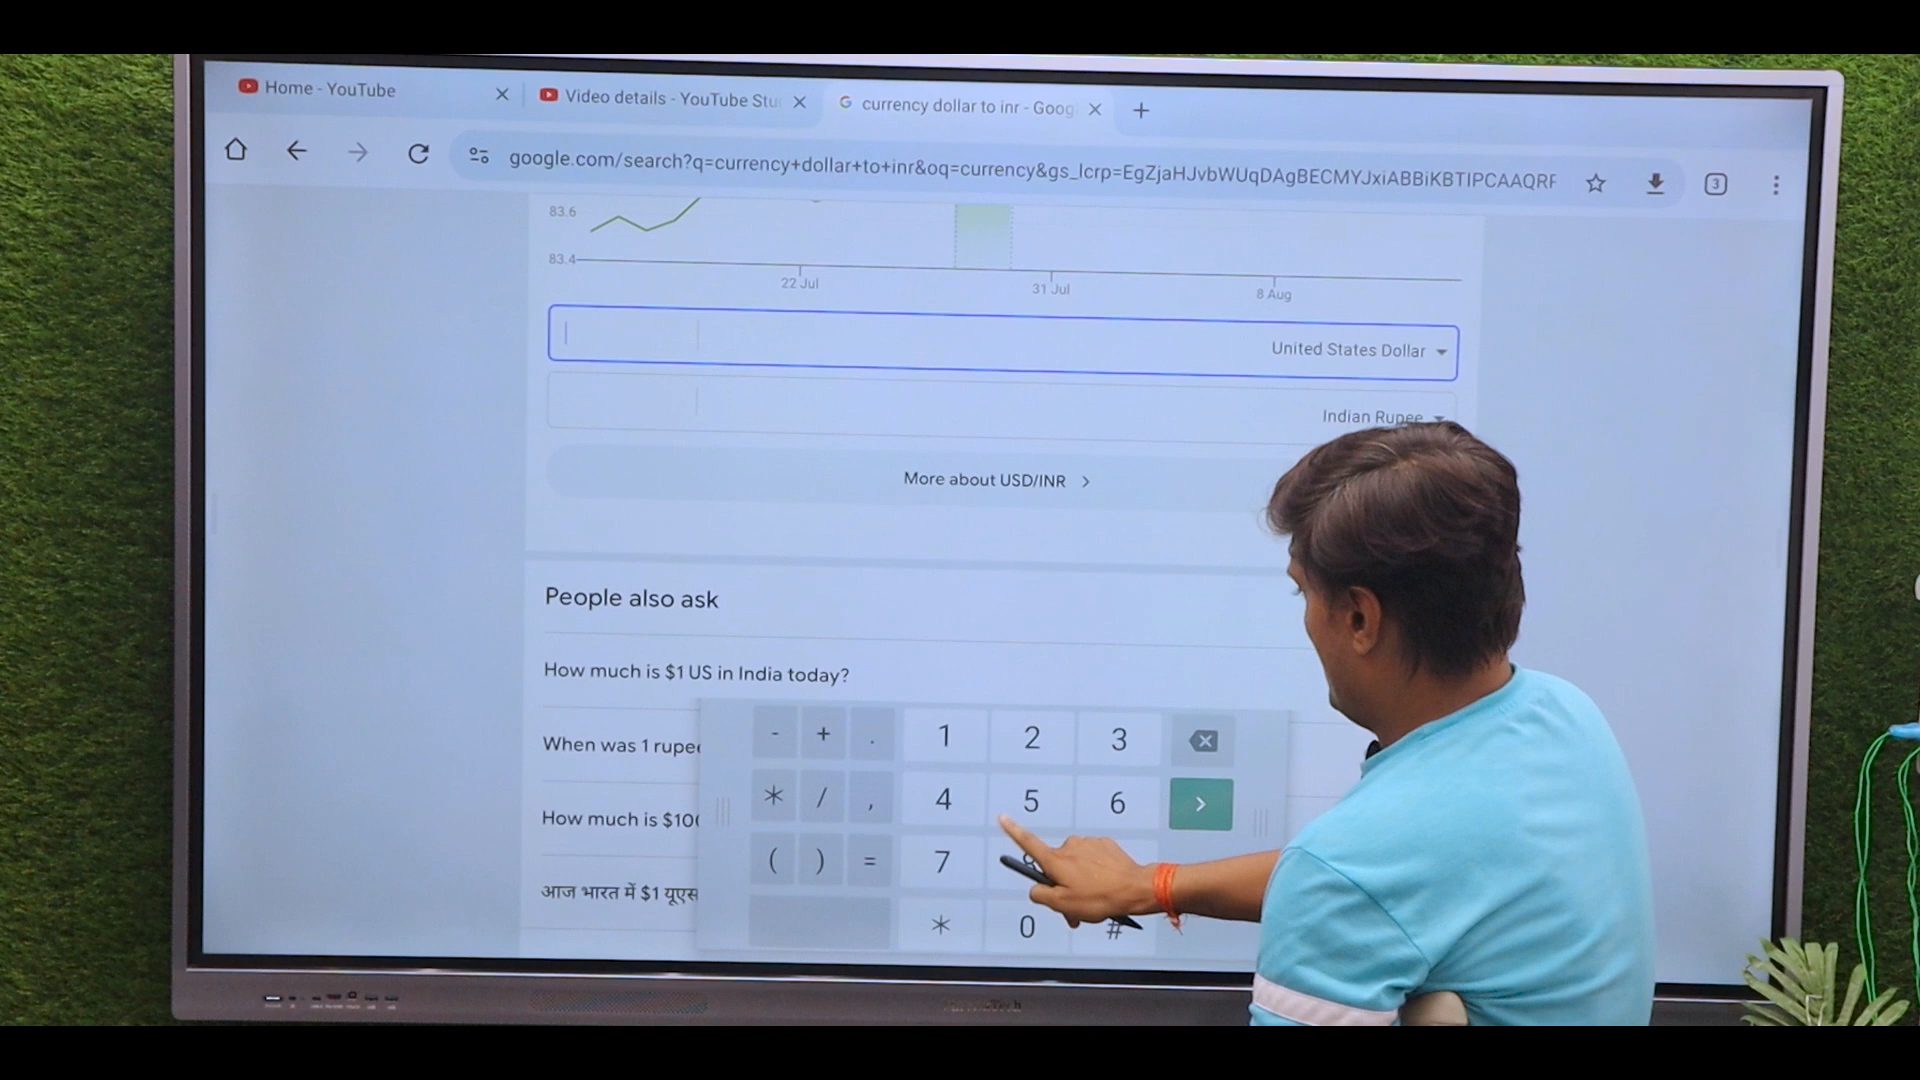 Home - YouTube
Video details - YouTube Stu
currency dollar to inr - Goog
google.com/search?q=currency+dollar+to+inr&oq=currency&gs_lcrp=EgZjaHJvbWUqDAgBECMYJxiABBiKBTIPCAAQRF
3
83.6
83.4
22 Jul
31 Jul
8 Aug
United States Dollar
Indian Rupee
More about USD/INR
People also ask
How much is $1 US in India today?
When was 1 rupe
How much is $10
आज भारत में $1 यूएस
- + . 1 2 3
* / , 4 5 6
( ) = 7 8
* 0 #